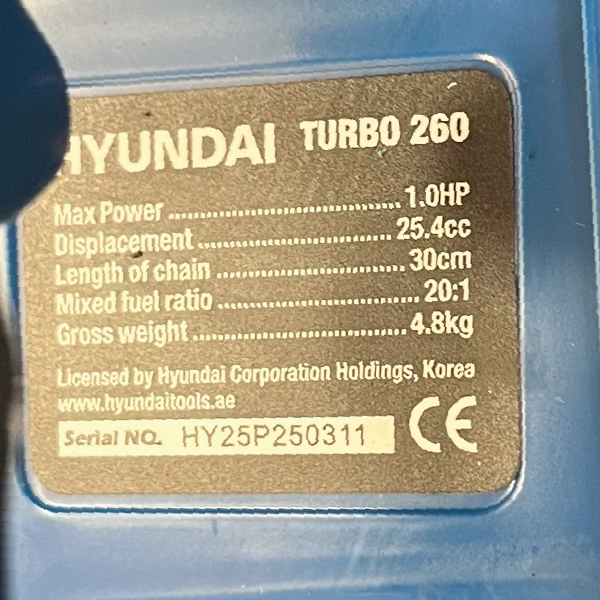 HYUNDAI TURBO 260
Max Power ........................................ 1.0HP
Displacement ................................. 25.4cc
Length of chain ................................ 30cm
Mixed fuel ratio .................................. 20:1
Gross weight .................................... 4.8kg
Licensed by Hyundai Corporation Holdings, Korea
www.hyundaitools.ae
Serial NO. HY25P250311 CE